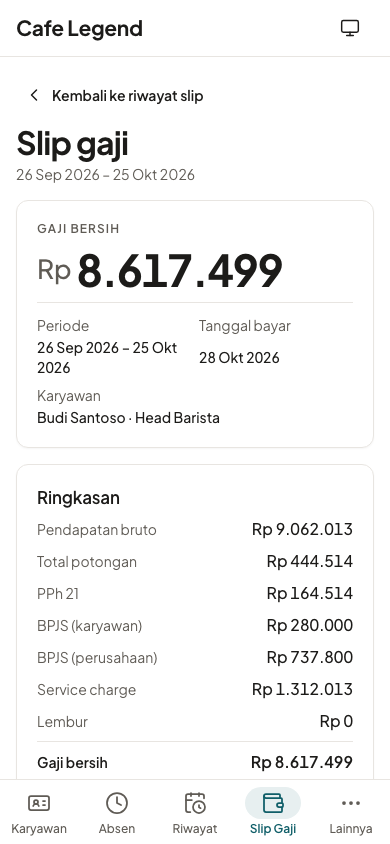 Cafe Legend
Kembali ke riwayat slip
Slip gaji
26 Sep 2026 – 25 Okt 2026
GAJI BERSIH
Rp 8.617.499
Periode
26 Sep 2026 – 25 Okt 2026
Tanggal bayar
28 Okt 2026
Karyawan
Budi Santoso · Head Barista
Ringkasan
Pendapatan bruto Rp 9.062.013
Total potongan Rp 444.514
PPh 21 Rp 164.514
BPJS (karyawan) Rp 280.000
BPJS (perusahaan) Rp 737.800
Service charge Rp 1.312.013
Lembur Rp 0
Gaji bersih Rp 8.617.499
Karyawan
Absen
Riwayat
Slip Gaji
Lainnya